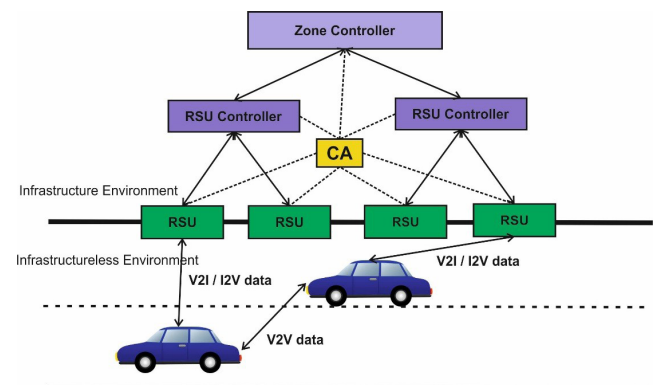 Zone Controller
RSU Controller
RSU Controller
CA
Infrastructure Environment
RSU
RSU
RSU
RSU
Infrastructureless Environment
V2I / I2V data
V2I / I2V data
V2V data